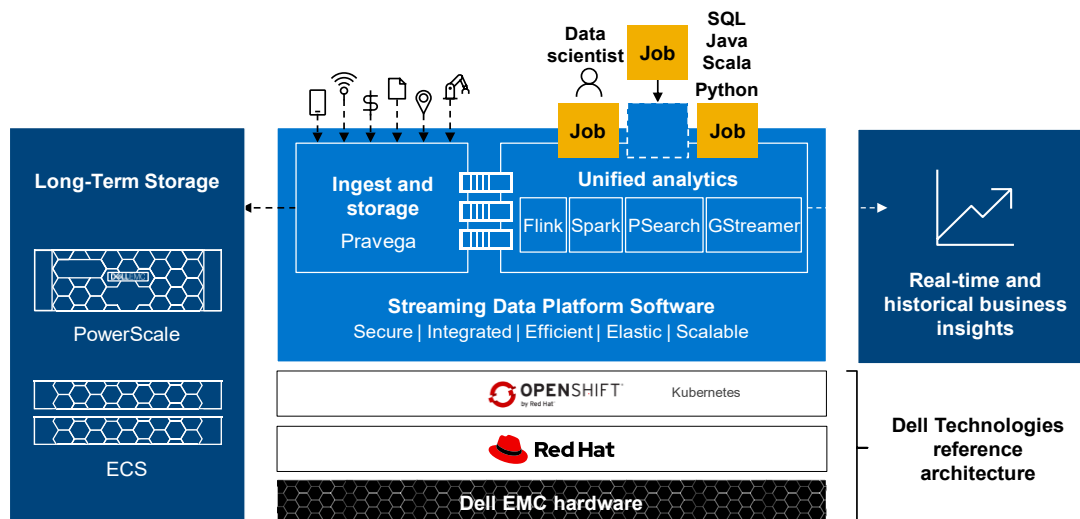 Data
scientist
Job
SQL
Java
Scala
Python
Job
Job
Long-Term Storage
DELLEMC
PowerScale
ECS
$
Ingest and
storage
Pravega
Unified analytics
Flink
Spark
PSearch
GStreamer
Streaming Data Platform Software
Secure | Integrated | Efficient | Elastic | Scalable
Real-time and
historical business
insights
OPENSHIFT
by Red Hat
Kubernetes
Red Hat
Dell EMC hardware
Dell Technologies
reference
architecture